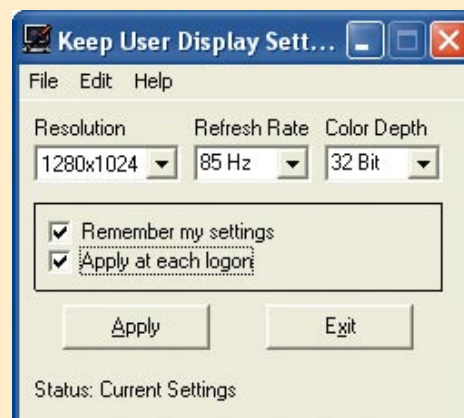 Keep User Display Sett...
File Edit Help
Resolution Refresh Rate Color Depth
1280x1024 85 Hz 32 Bit
Remember my settings
Apply at each logon
Apply Exit
Status: Current Settings